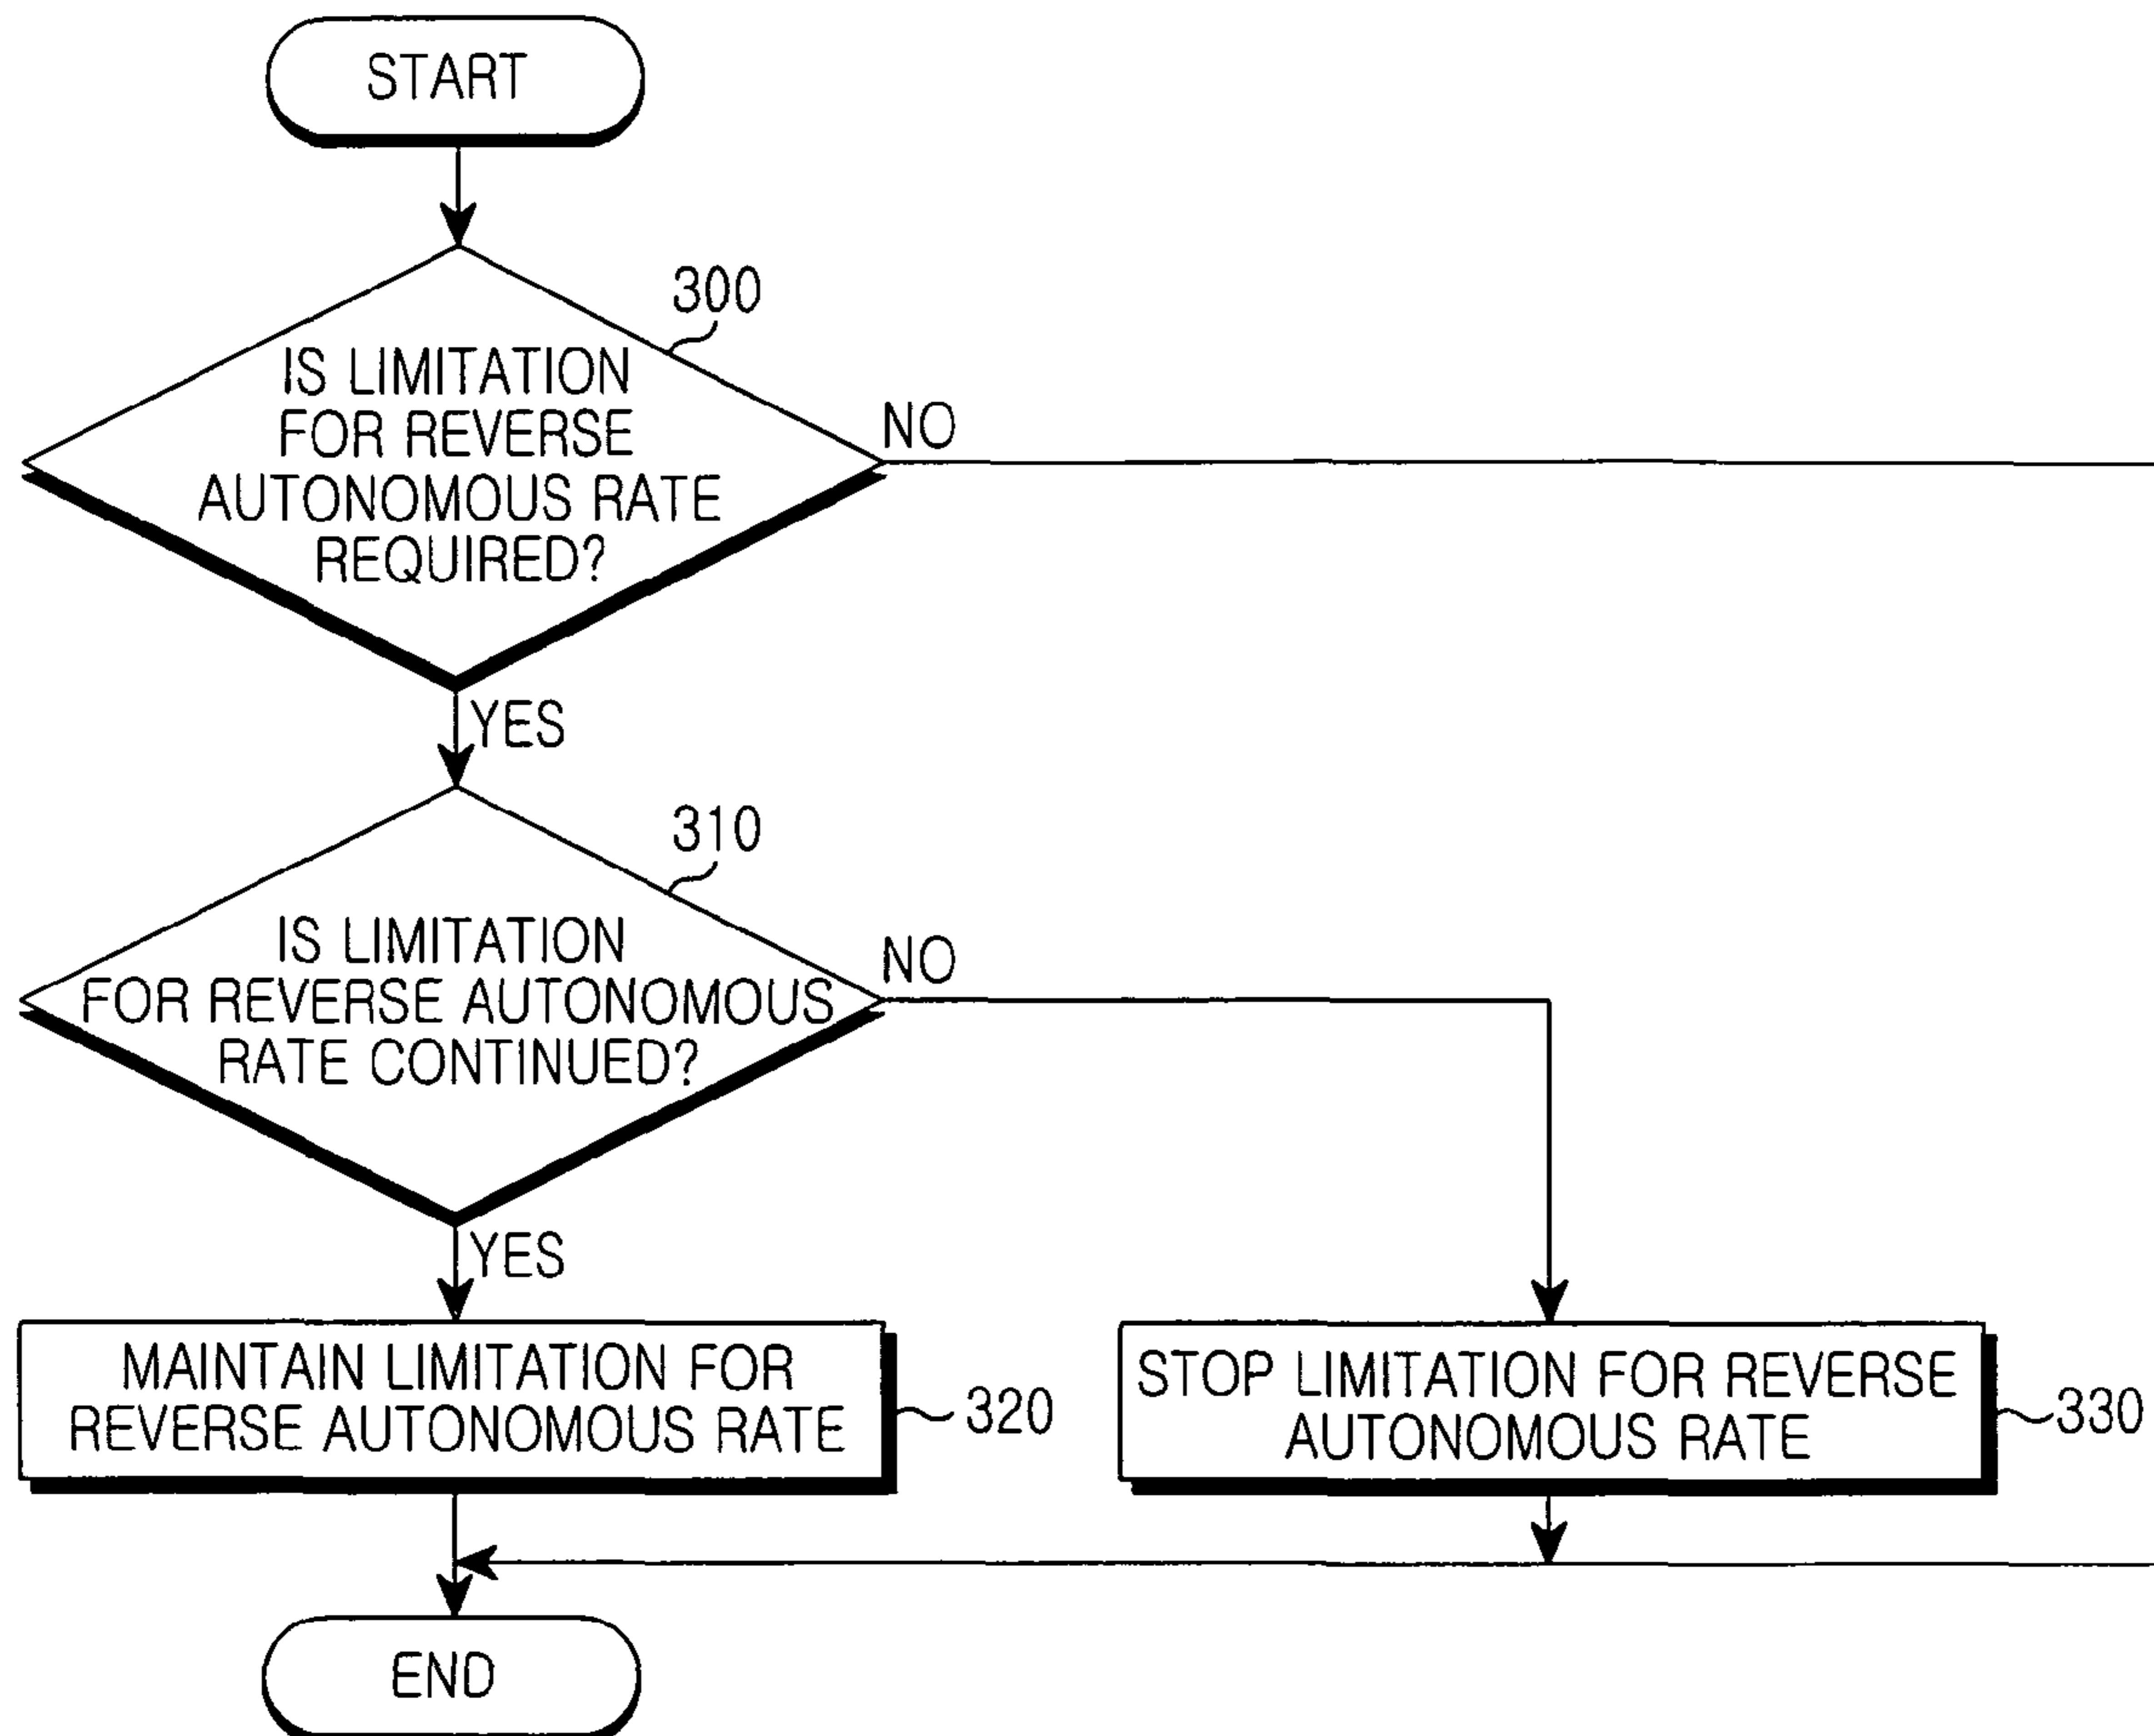 START
300
IS LIMITATION
FOR REVERSE
AUTONOMOUS RATE
REQUIRED?
NO
YES
310
IS LIMITATION
FOR REVERSE AUTONOMOUS
RATE CONTINUED?
NO
YES
MAINTAIN LIMITATION FOR
REVERSE AUTONOMOUS RATE
320
STOP LIMITATION FOR REVERSE
AUTONOMOUS RATE
330
END